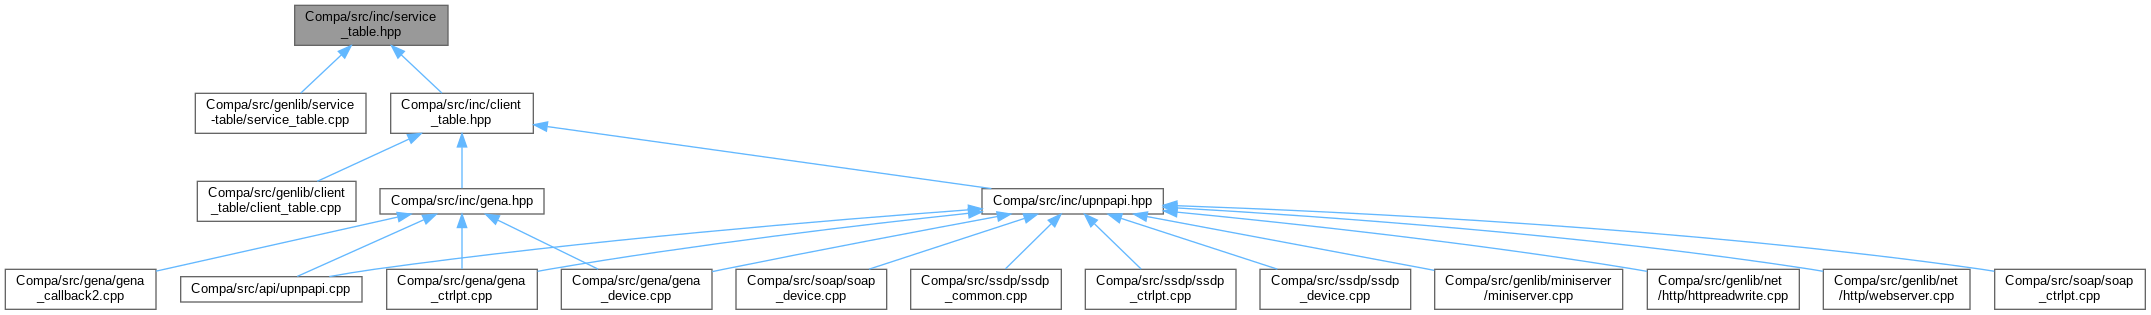 Compa/src/inc/service
_table.hpp
Compa/src/genlib/service
-table/service_table.cpp
Compa/src/inc/client
_table.hpp
Compa/src/genlib/client
_table/client_table.cpp
Compa/src/inc/gena.hpp
Compa/src/inc/upnpapi.hpp
Compa/src/gena/gena
_callback2.cpp
Compa/src/api/upnpapi.cpp
Compa/src/gena/gena
_ctrlpt.cpp
Compa/src/gena/gena
_device.cpp
Compa/src/soap/soap
_device.cpp
Compa/src/ssdp/ssdp
_common.cpp
Compa/src/ssdp/ssdp
_ctrlpt.cpp
Compa/src/ssdp/ssdp
_device.cpp
Compa/src/genlib/miniserver
/miniserver.cpp
Compa/src/genlib/net
/http/httpreadwrite.cpp
Compa/src/genlib/net
/http/webserver.cpp
Compa/src/soap/soap
_ctrlpt.cpp